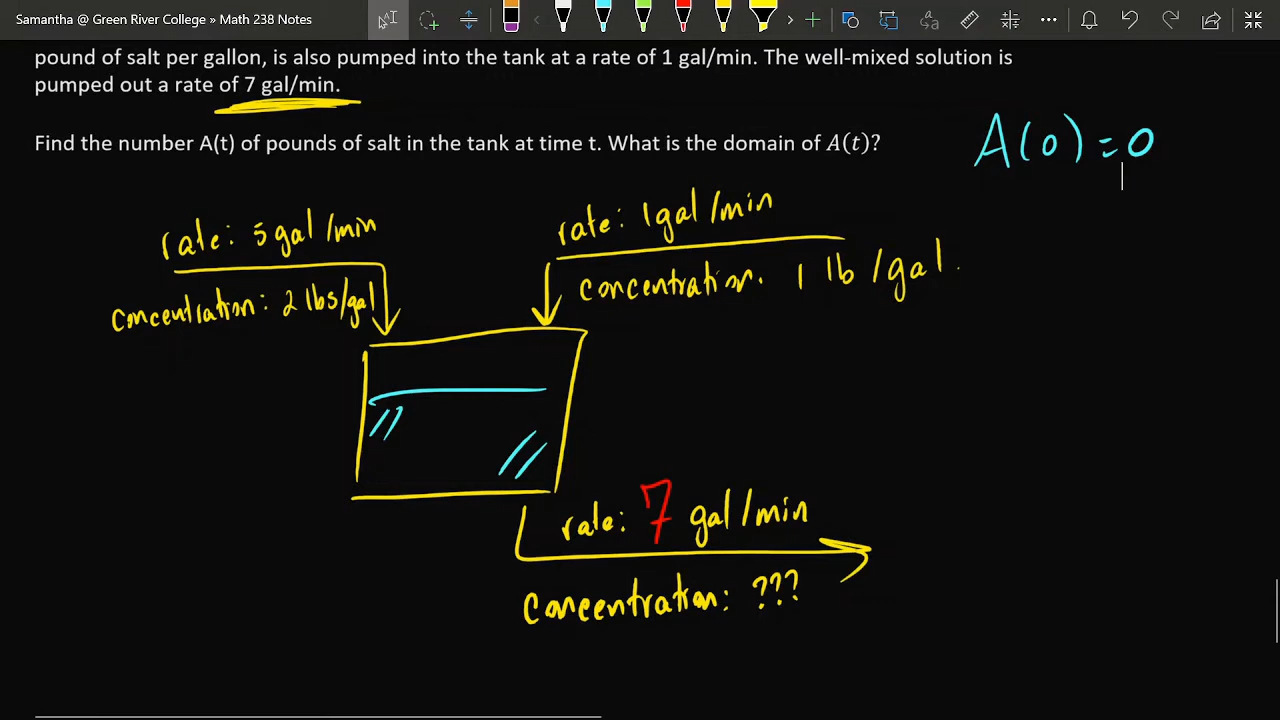 Samantha @ Green River College » Math 238 Notes
pound of salt per gallon, is also pumped into the tank at a rate of 1 gal/min. The well-mixed solution is
pumped out a rate of 7 gal/min.
Find the number A(t) of pounds of salt in the tank at time t. What is the domain of A(t)?
A(0) = 0
rate: 5 gal/min
concentration: 2 lbs/gal
rate: 1 gal/min
concentration. 1 lb/gal.
rate: 7 gal/min
concentration: ???